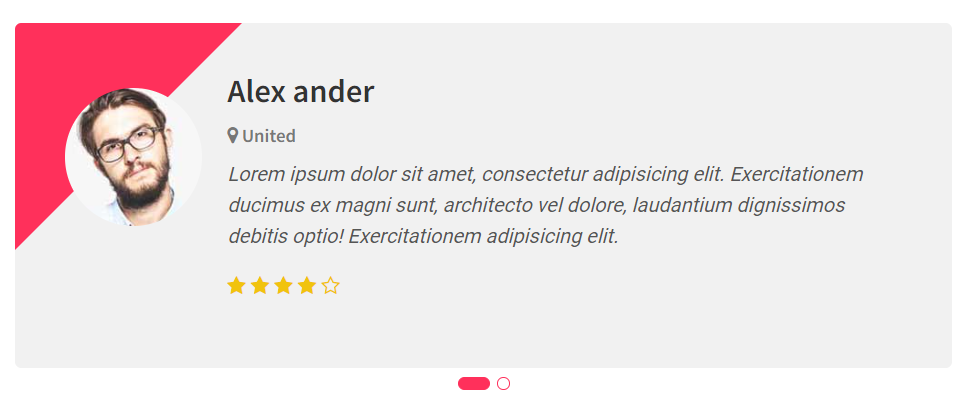 Alex ander
United
Lorem ipsum dolor sit amet, consectetur adipisicing elit. Exercitationem
ducimus ex magni sunt, architecto vel dolore, laudantium dignissimos
debitis optio! Exercitationem adipisicing elit.